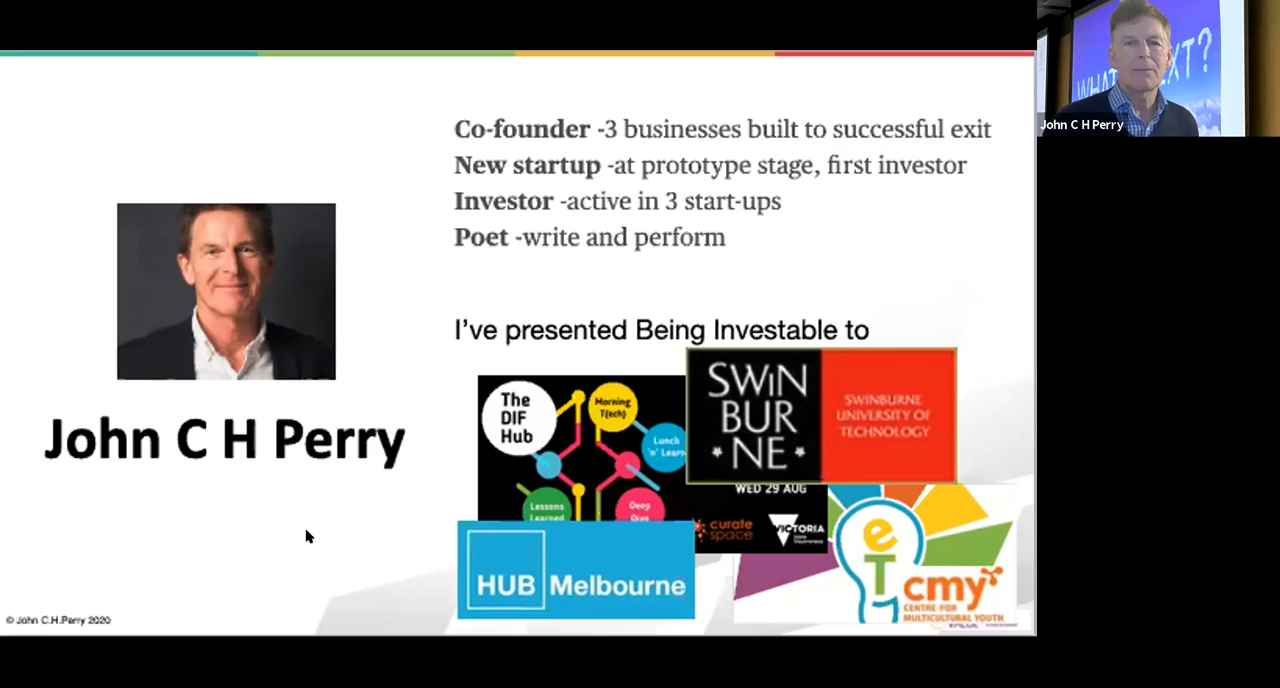 Co-founder -3 businesses built to successful exit
New startup -at prototype stage, first investor
Investor -active in 3 start-ups
Poet -write and perform
I've presented Being Investable to
John C H Perry
The
DIF
Hub
Morning
T(ech)
Lunch
'n' Learn
Lessons
Learned
Deep
Dive
SWIN
BUR
NE
SWINBURNE
UNIVERSITY OF
TECHNOLOGY
WED 29 AUG
curate
space
VICTORIA
HUB Melbourne
eT
cmy
CENTRE FOR
MULTICULTURAL YOUTH
VALUE
© John C.H.Perry 2020
WHAT EXT?
John C H Perry